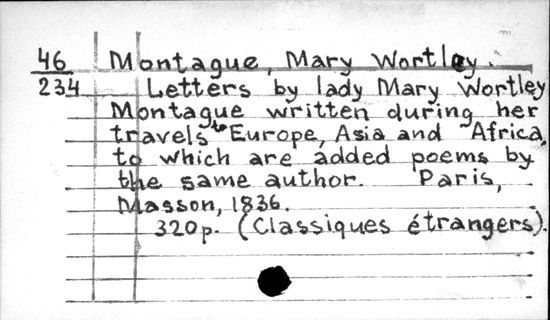 46 Montague, Mary Wortley.
234 Letters by lady Mary Wortley
Montague written during her
travels to Europe, Asia and Africa,
to which are added poems by
the same author. Paris,
Masson, 1836.
320p. (Classiques étrangers).